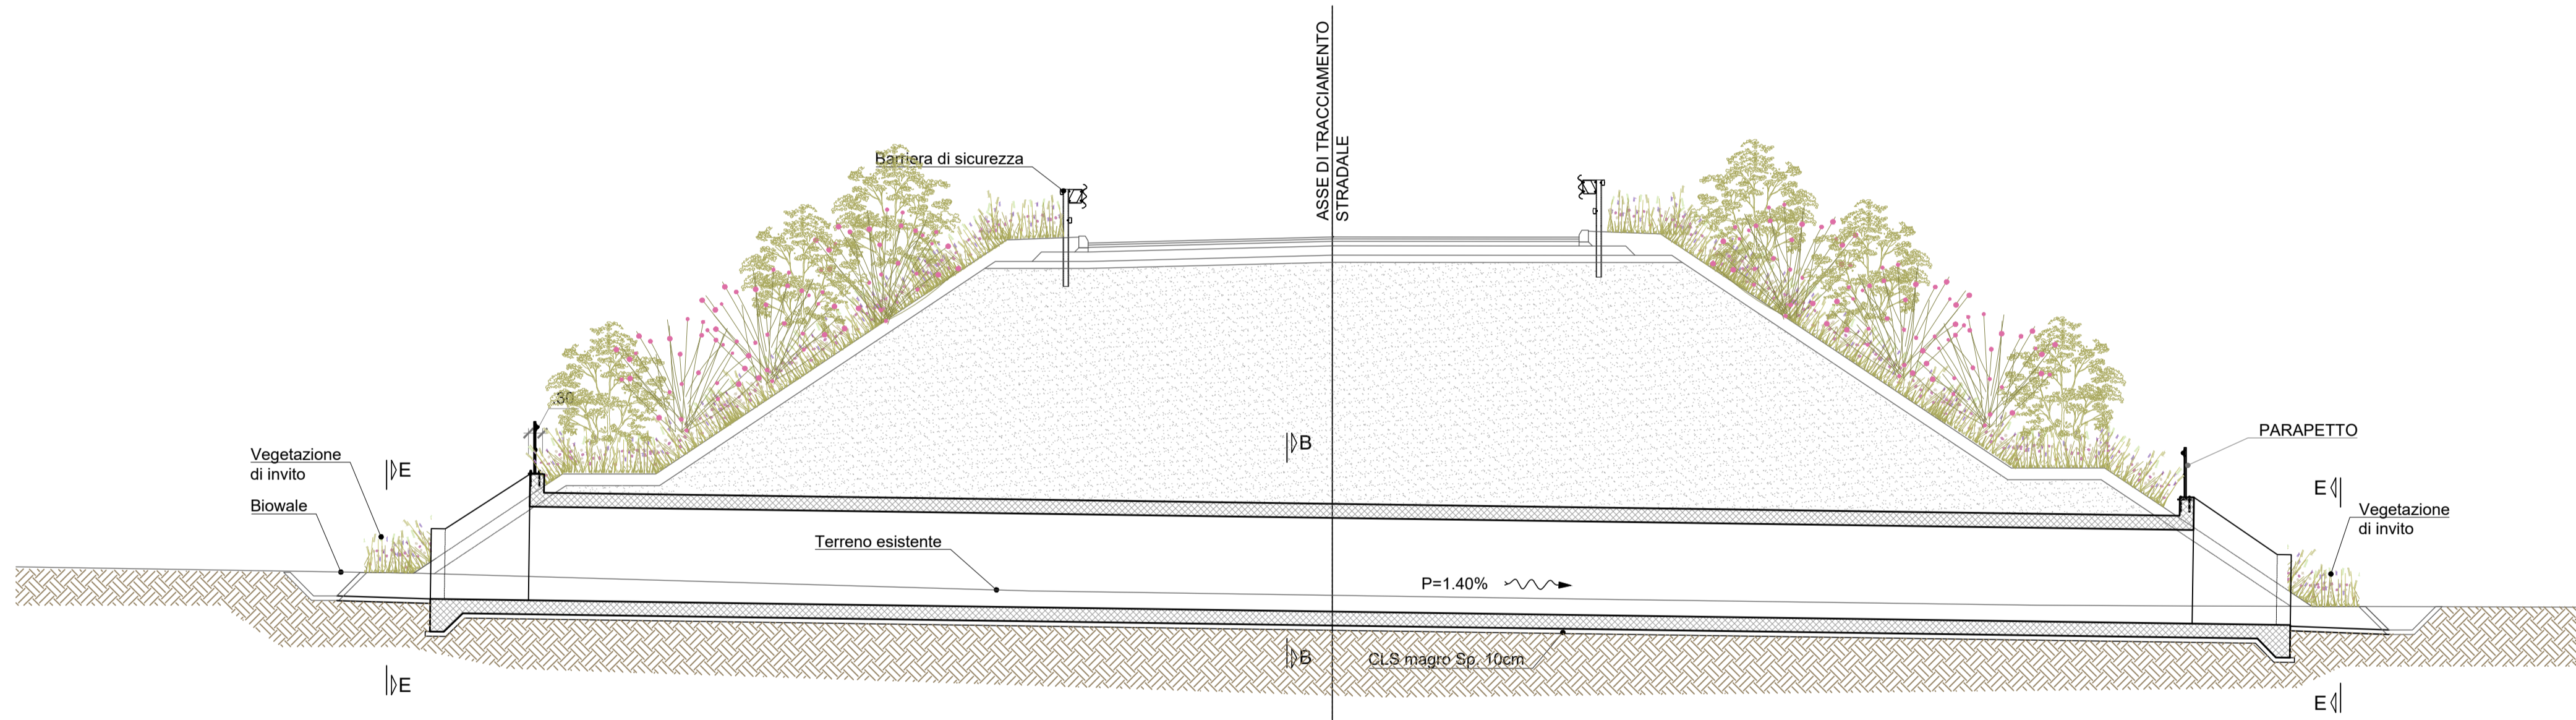 ASSE DI TRACCIAMENTO
STRADALE
Barriera di sicurezza
.30
Vegetazione
di invito
E
B
PARAPETTO
Biowale
E
Vegetazione
di invito
Terreno esistente
P=1.40%
B
CLS magro Sp. 10cm
E
E